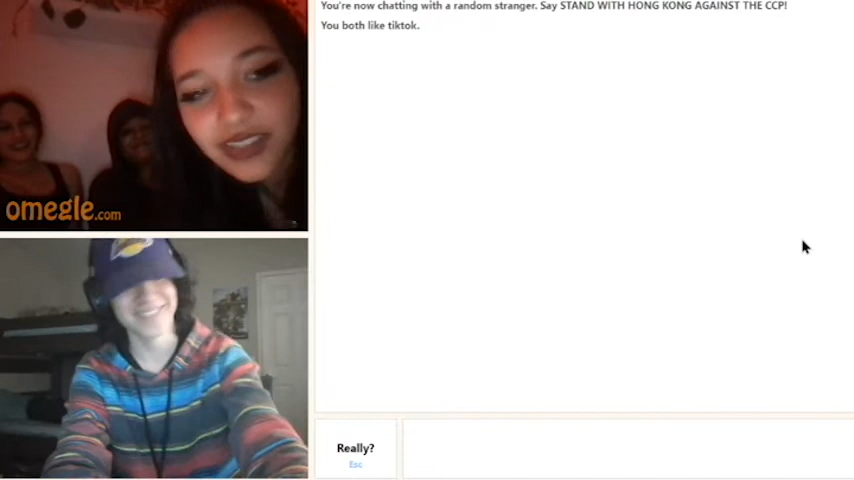 You're now chatting with a random stranger. Say STAND WITH HONG KONG AGAINST THE CCP!
You both like tiktok.
omegle.com
Really?
Esc